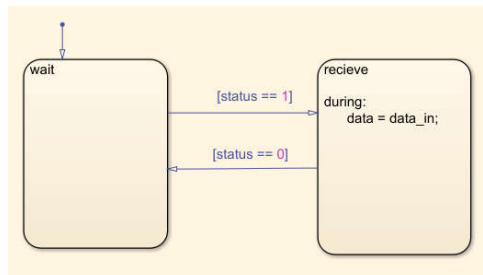 wait
[status == 1]
[status == 0]
recieve
during:
data = data_in;